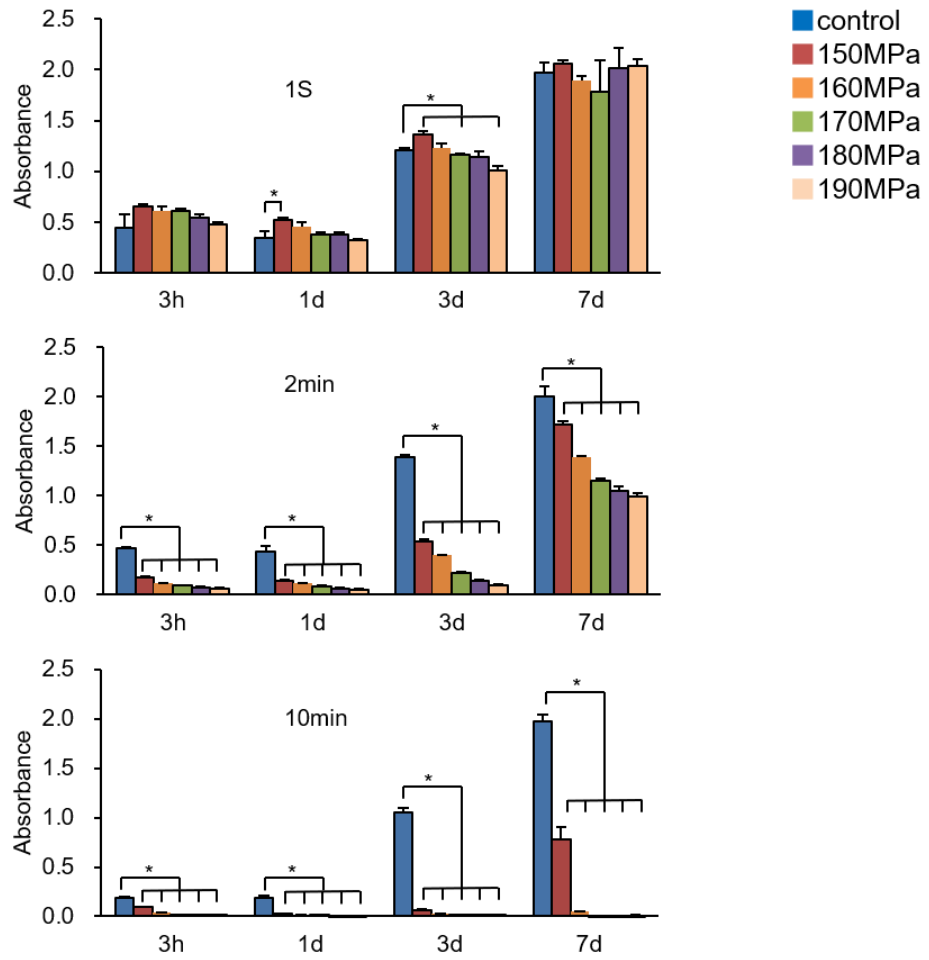 control
150MPa
160MPa
170MPa
180MPa
190MPa
Absorbance
2.5
2.0
1.5
1.0
0.5
0.0
1S
*
*
3h 1d 3d 7d
Absorbance
2.5
2.0
1.5
1.0
0.5
0.0
2min
*
*
*
*
3h 1d 3d 7d
Absorbance
2.5
2.0
1.5
1.0
0.5
0.0
10min
*
*
*
*
3h 1d 3d 7d